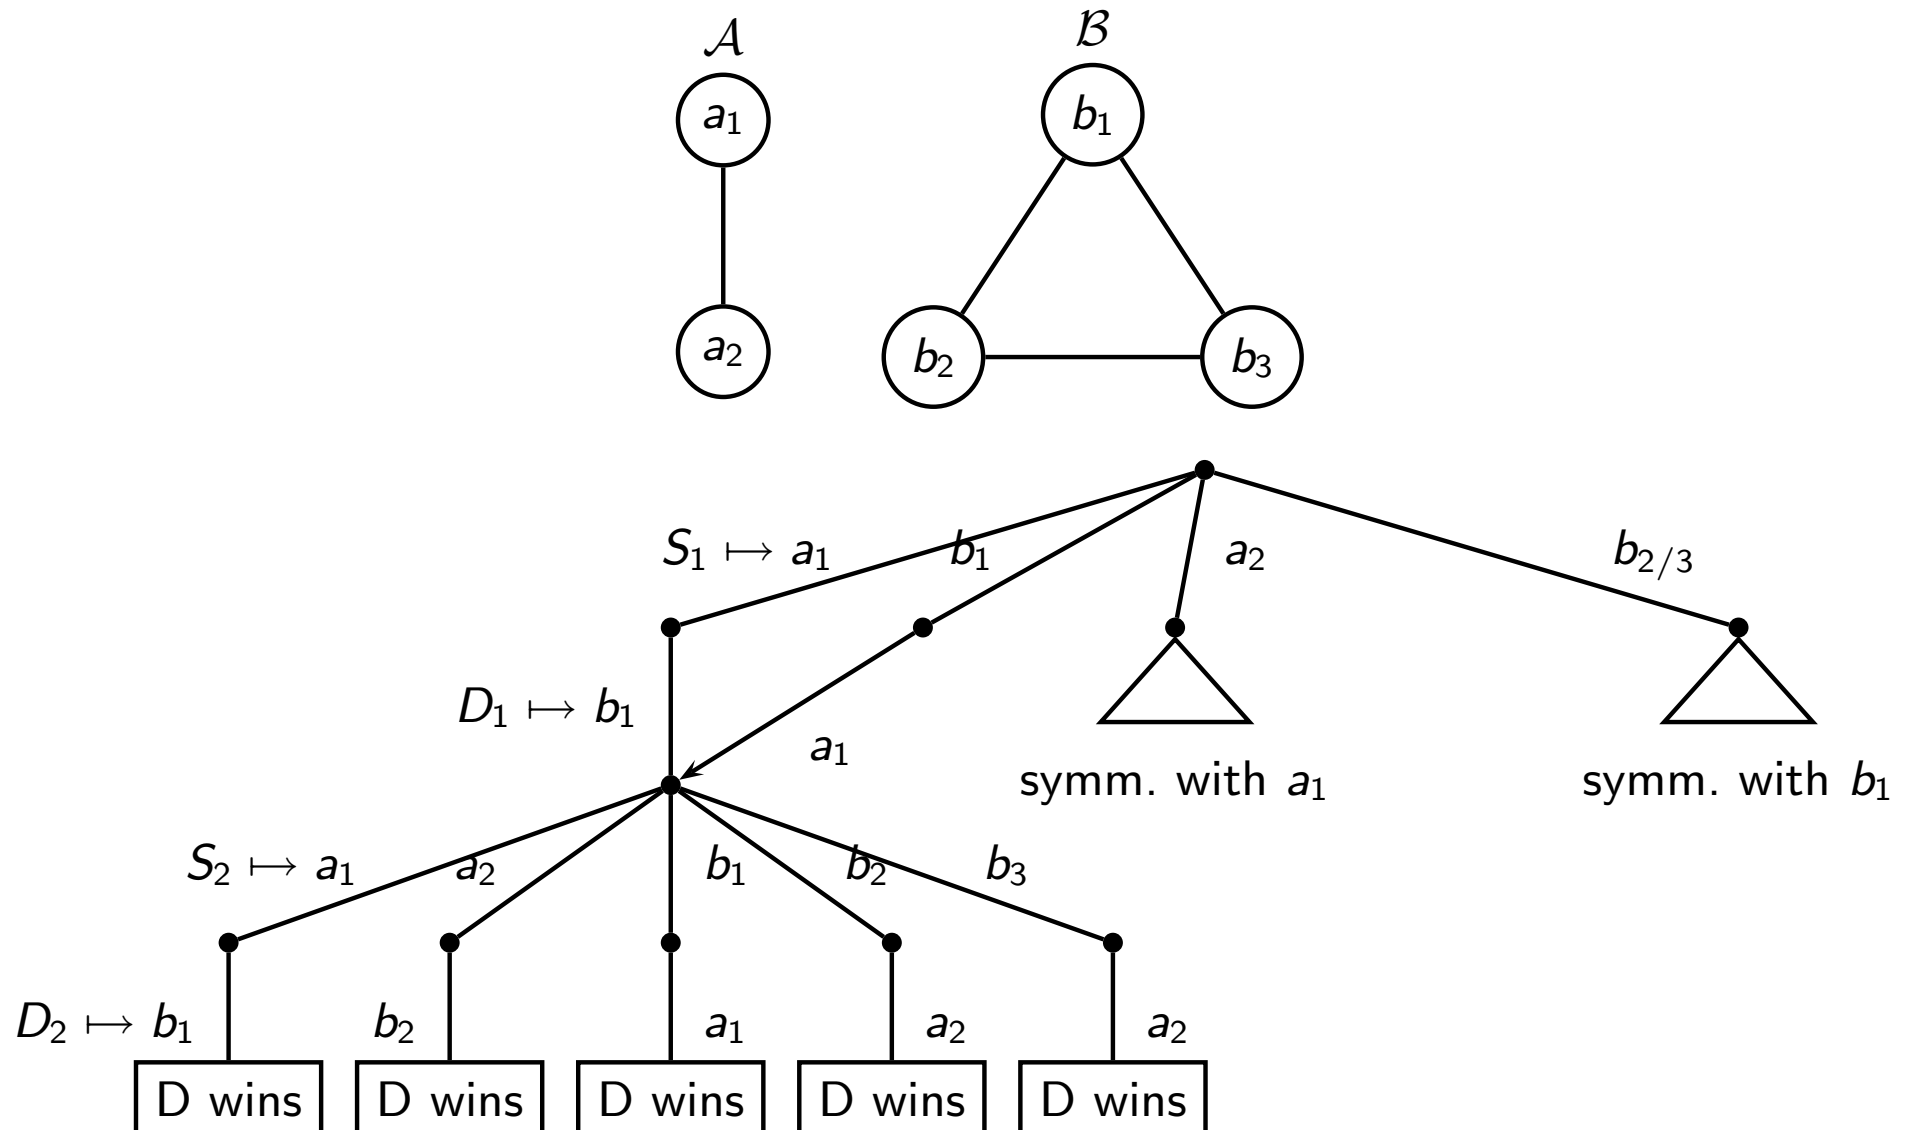 𝒜 ℬ
a₁ b₁
a₂ b₂ b₃
S₁ ⟼ a₁ b₁ a₂ b₂/₃
D₁ ⟼ b₁ a₁
symm. with a₁ symm. with b₁
S₂ ⟼ a₁ a₂ b₁ b₂ b₃
D₂ ⟼ b₁ b₂ a₁ a₂ a₂
D wins D wins D wins D wins D wins